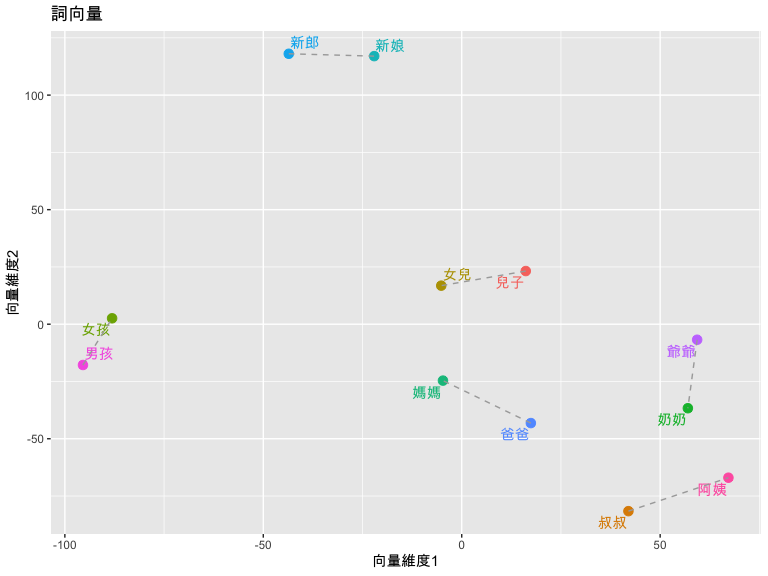 詞向量
新郎
新娘
100
50
女兒
兒子
向量維度2
女孩
0
男孩
爺爺
媽媽
奶奶
爸爸
-50
阿姨
叔叔
-100
-50
0
50
向量維度1